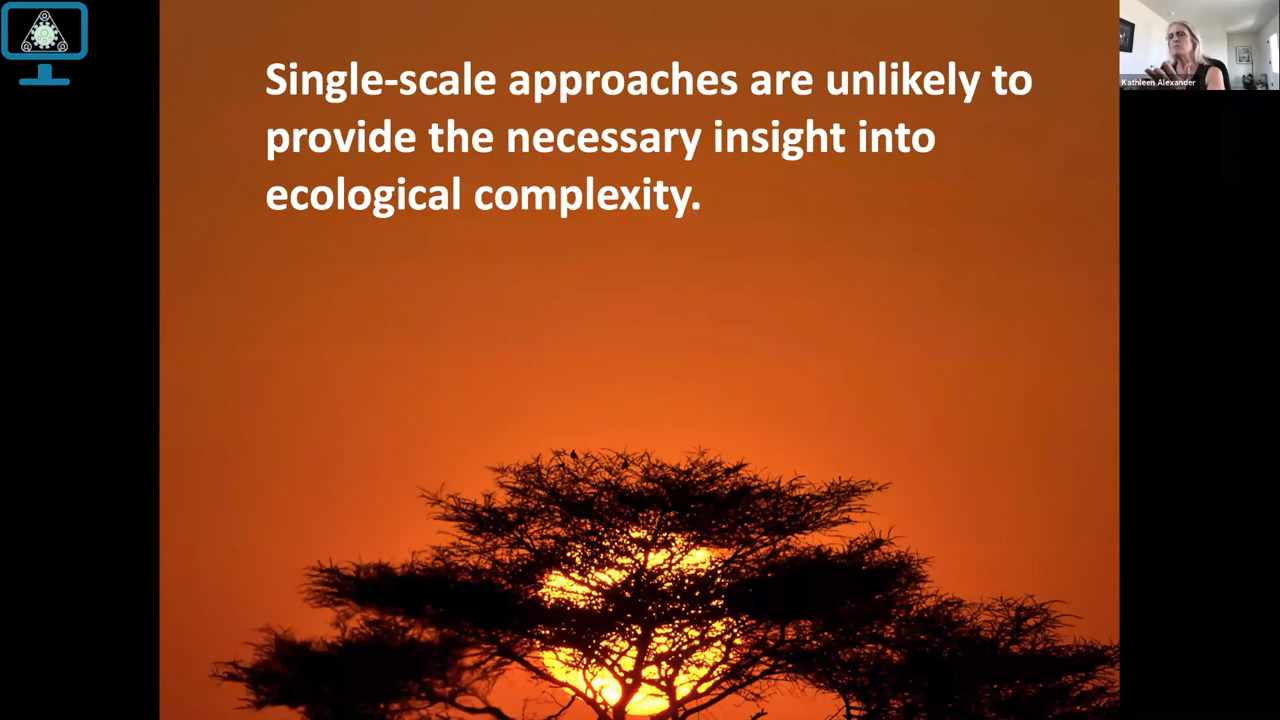 Single-scale approaches are unlikely to
provide the necessary insight into
ecological complexity.
Kathleen Alexander